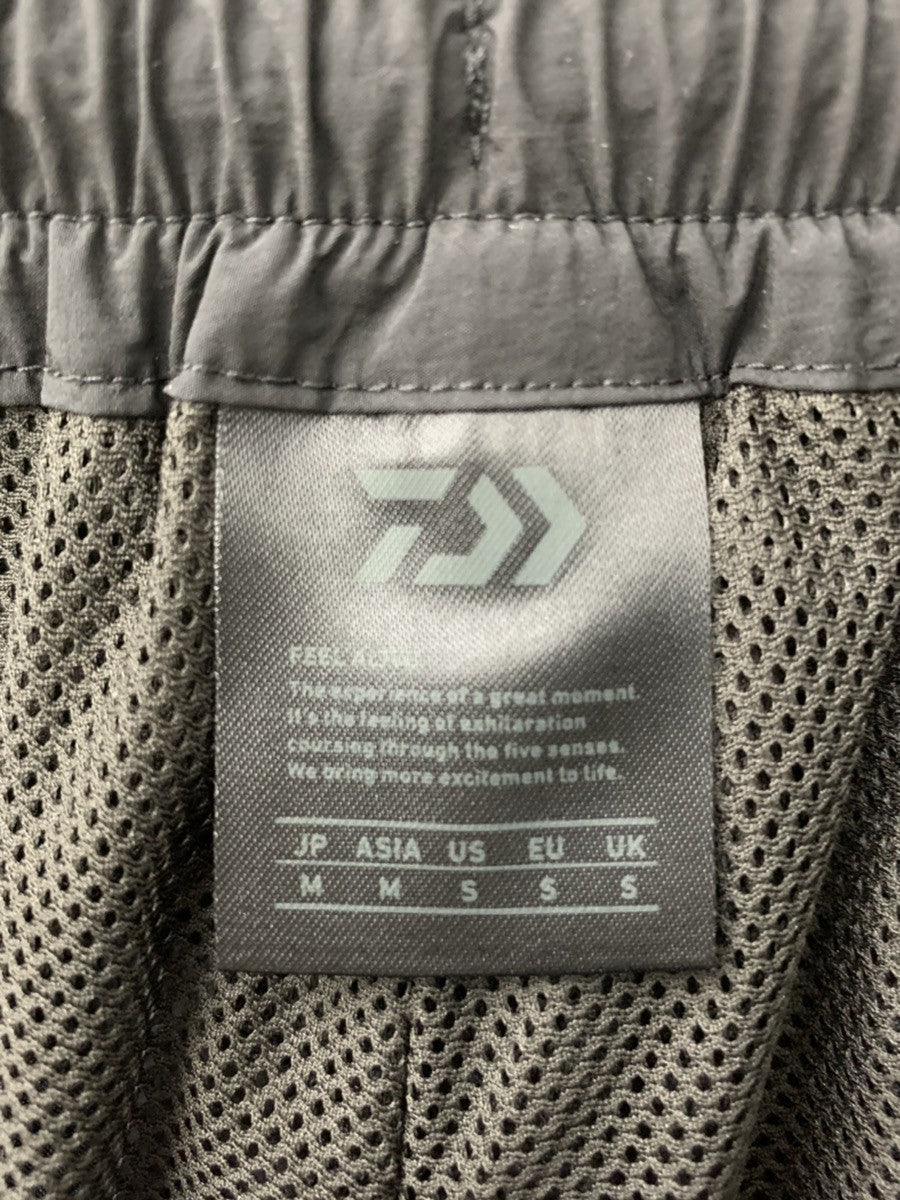 FEEL ALIVE.
The experience of a great moment.
It's the feeling of exhilaration
coursing through the five senses.
We bring more excitement to life.
JP ASIA US EU UK
M M S S S